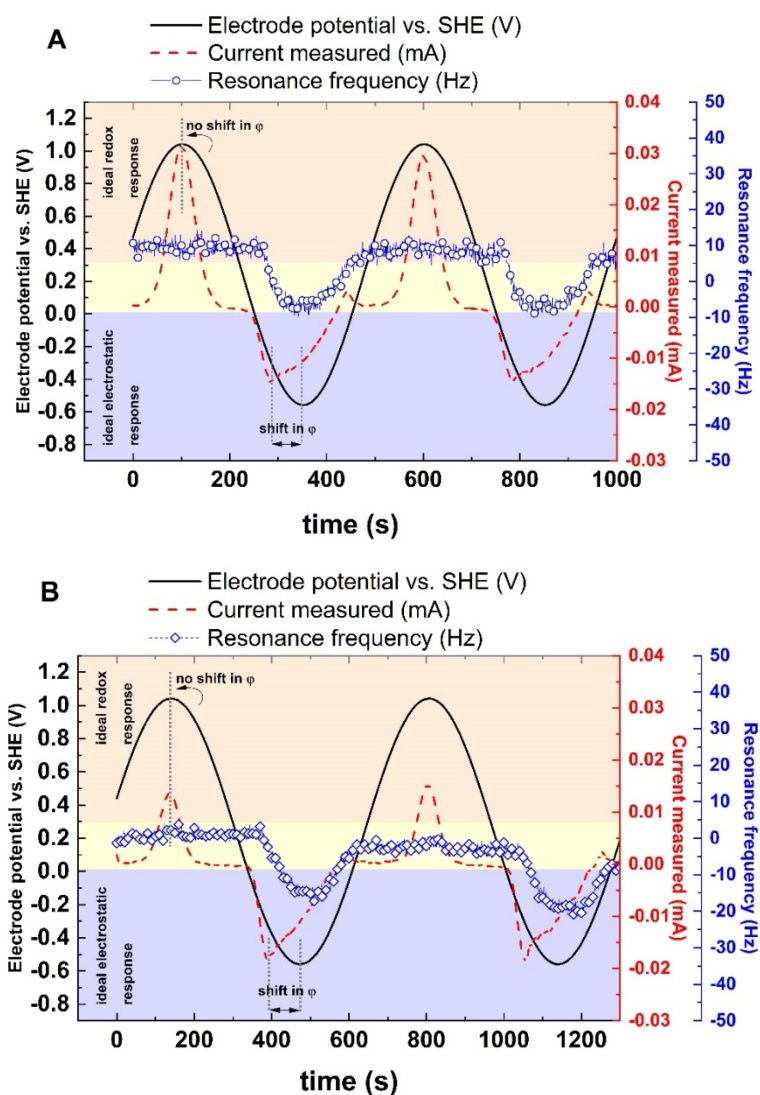 A
Electrode potential vs. SHE (V)
Current measured (mA)
Resonance frequency (Hz)
Electrode potential vs. SHE (V)
1.2
1.0
0.8
0.6
0.4
0.2
0.0
-0.2
-0.4
-0.6
-0.8
ideal redox
response
ideal electrostatic
response
no shift in φ
shift in φ
0.04
0.03
0.02
0.01
0.00
-0.01
-0.02
-0.03
Current measured (mA)
50
40
30
20
10
0
-10
-20
-30
-40
-50
Resonance frequency (Hz)
0 200 400 600 800 1000
time (s)
B
Electrode potential vs. SHE (V)
Current measured (mA)
Resonance frequency (Hz)
Electrode potential vs. SHE (V)
1.2
1.0
0.8
0.6
0.4
0.2
0.0
-0.2
-0.4
-0.6
-0.8
ideal redox
response
ideal electrostatic
response
no shift in φ
shift in φ
0.04
0.03
0.02
0.01
0.00
-0.01
-0.02
-0.03
Current measured (mA)
50
40
30
20
10
0
-10
-20
-30
-40
-50
Resonance frequency (Hz)
0 200 400 600 800 1000 1200
time (s)